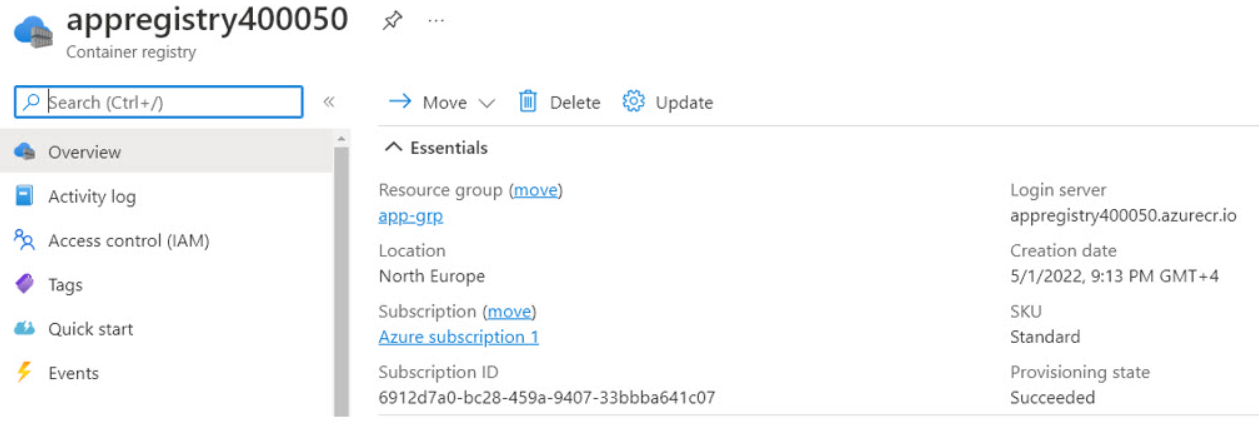 appregistry400050
Container registry
Search (Ctrl+/)
Overview
Activity log
Access control (IAM)
Tags
Quick start
Events
Move
Delete
Update
Essentials
Resource group (move)
app-grp
Location
North Europe
Subscription (move)
Azure subscription 1
Subscription ID
6912d7a0-bc28-459a-9407-33bbba641c07
Login server
appregistry400050.azurecr.io
Creation date
5/1/2022, 9:13 PM GMT+4
SKU
Standard
Provisioning state
Succeeded